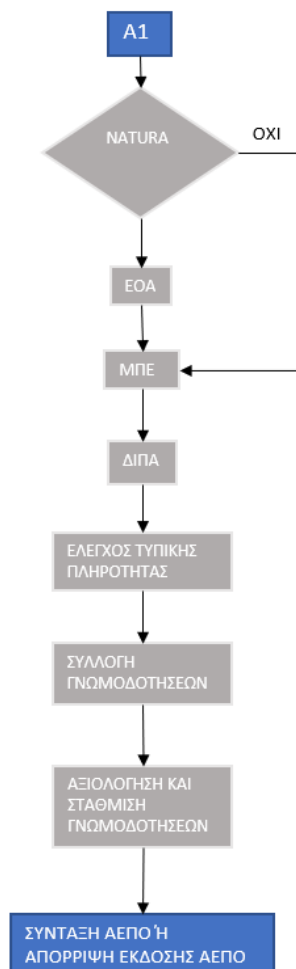 A1
NATURA
ΟΧΙ
ΕΟΑ
ΜΠΕ
ΔΙΠΑ
ΕΛΕΓΧΟΣ ΤΥΠΙΚΗΣ
ΠΛΗΡΟΤΗΤΑΣ
ΣΥΛΛΟΓΗ
ΓΝΩΜΟΔΟΤΗΣΕΩΝ
ΑΞΙΟΛΟΓΗΣΗ ΚΑΙ
ΣΤΑΘΜΙΣΗ
ΓΝΩΜΟΔΟΤΗΣΕΩΝ
ΣΥΝΤΑΞΗ ΑΕΠΟ Ή
ΑΠΟΡΡΙΨΗ ΕΚΔΟΣΗΣ ΑΕΠΟ